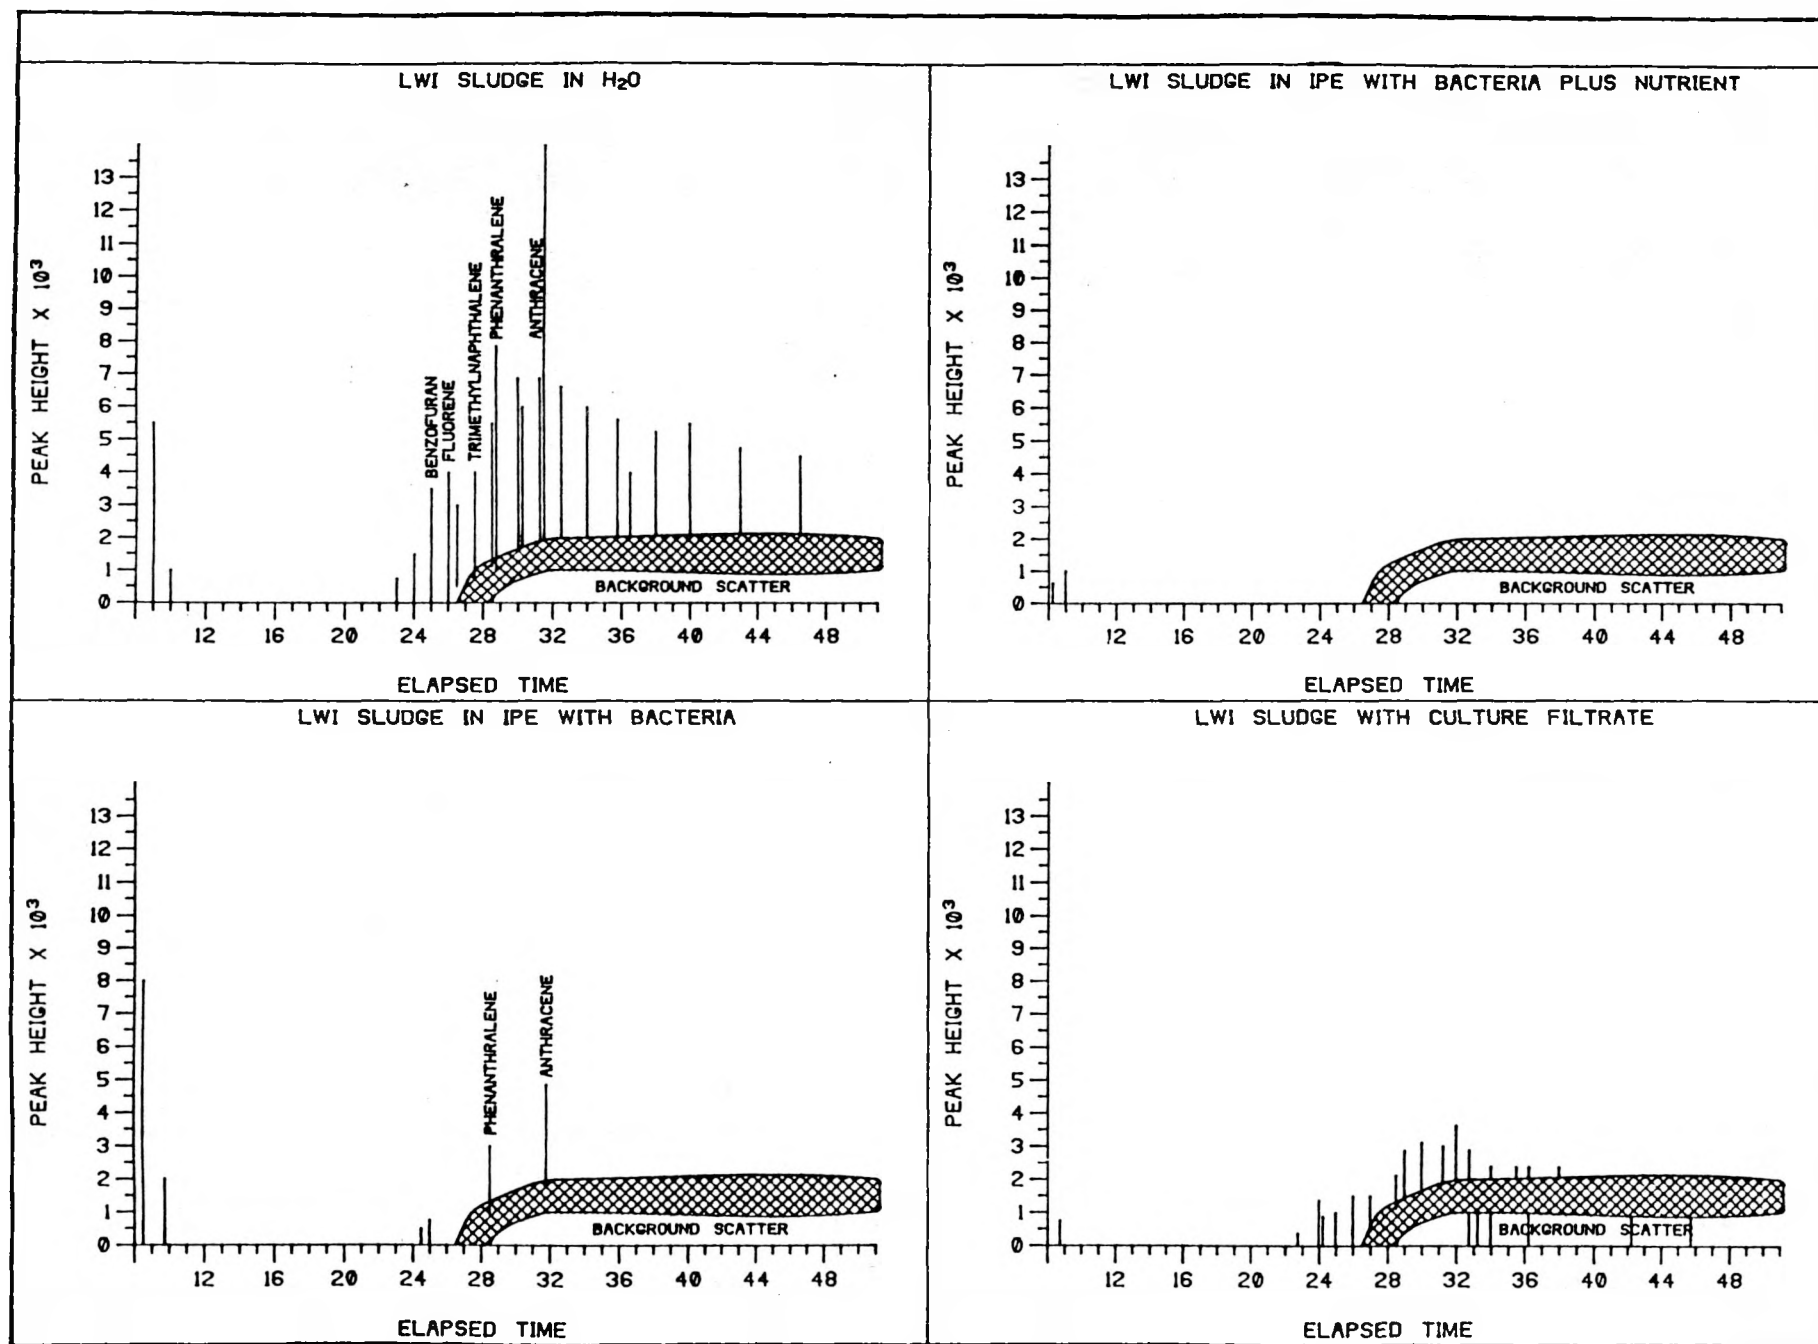 LWI SLUDGE IN H2O
PEAK HEIGHT X 10³
13
12
11
10
9
8
7
6
5
4
3
2
1
0
BENZOFURAN
FLUORENE
TRIMETHYLNAPHTHALENE
PHENANTHRALENE
ANTHRACENE
BACKGROUND SCATTER
12 16 20 24 28 32 36 40 44 48
ELAPSED TIME
LWI SLUDGE IN IPE WITH BACTERIA PLUS NUTRIENT
PEAK HEIGHT X 10³
13
12
11
10
9
8
7
6
5
4
3
2
1
0
BACKGROUND SCATTER
12 16 20 24 28 32 36 40 44 48
ELAPSED TIME
LWI SLUDGE IN IPE WITH BACTERIA
PEAK HEIGHT X 10³
13
12
11
10
9
8
7
6
5
4
3
2
1
0
PHENANTHRALENE
ANTHRACENE
BACKGROUND SCATTER
12 16 20 24 28 32 36 40 44 48
ELAPSED TIME
LWI SLUDGE WITH CULTURE FILTRATE
PEAK HEIGHT X 10³
13
12
11
10
9
8
7
6
5
4
3
2
1
0
BACKGROUND SCATTER
12 16 20 24 28 32 36 40 44 48
ELAPSED TIME